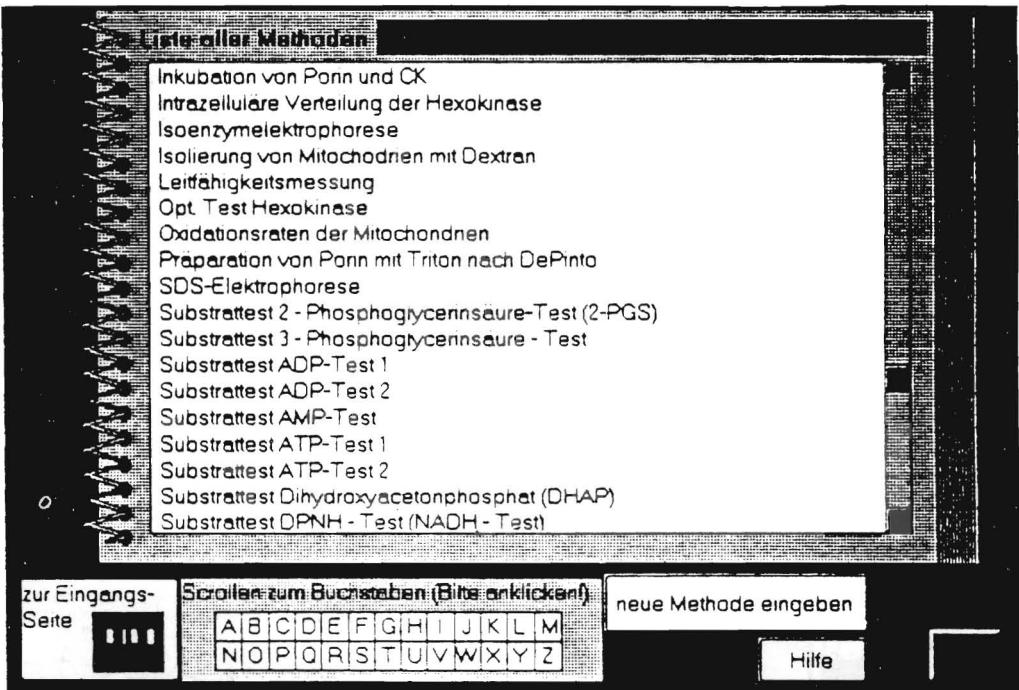 Liste aller Methoden
Inkubation von Porin und CK
Intrazelluläre Verteilung der Hexokinase
Isoenzymelektrophorese
Isolierung von Mitochodrien mit Dextran
Leitfähigkeitsmessung
Opt. Test Hexokinase
Oxidationsraten der Mitochondrien
Präparation von Porin mit Triton nach DePinto
SDS-Elektrophorese
Substrattest 2 - Phosphoglycerinsäure-Test (2-PGS)
Substrattest 3 - Phosphoglycerinsäure - Test
Substrattest ADP-Test 1
Substrattest ADP-Test 2
Substrattest AMP-Test
Substrattest ATP-Test 1
Substrattest ATP-Test 2
Substrattest Dihydroxyacetonphosphat (DHAP)
Substrattest DPNH - Test (NADH - Test)
zur Eingangs-
Seite
Scrollen zum Buchstaben (Bitte anklicken!)
A B C D E F G H I J K L M
N O P Q R S T U V W X Y Z
neue Methode eingeben
Hilfe